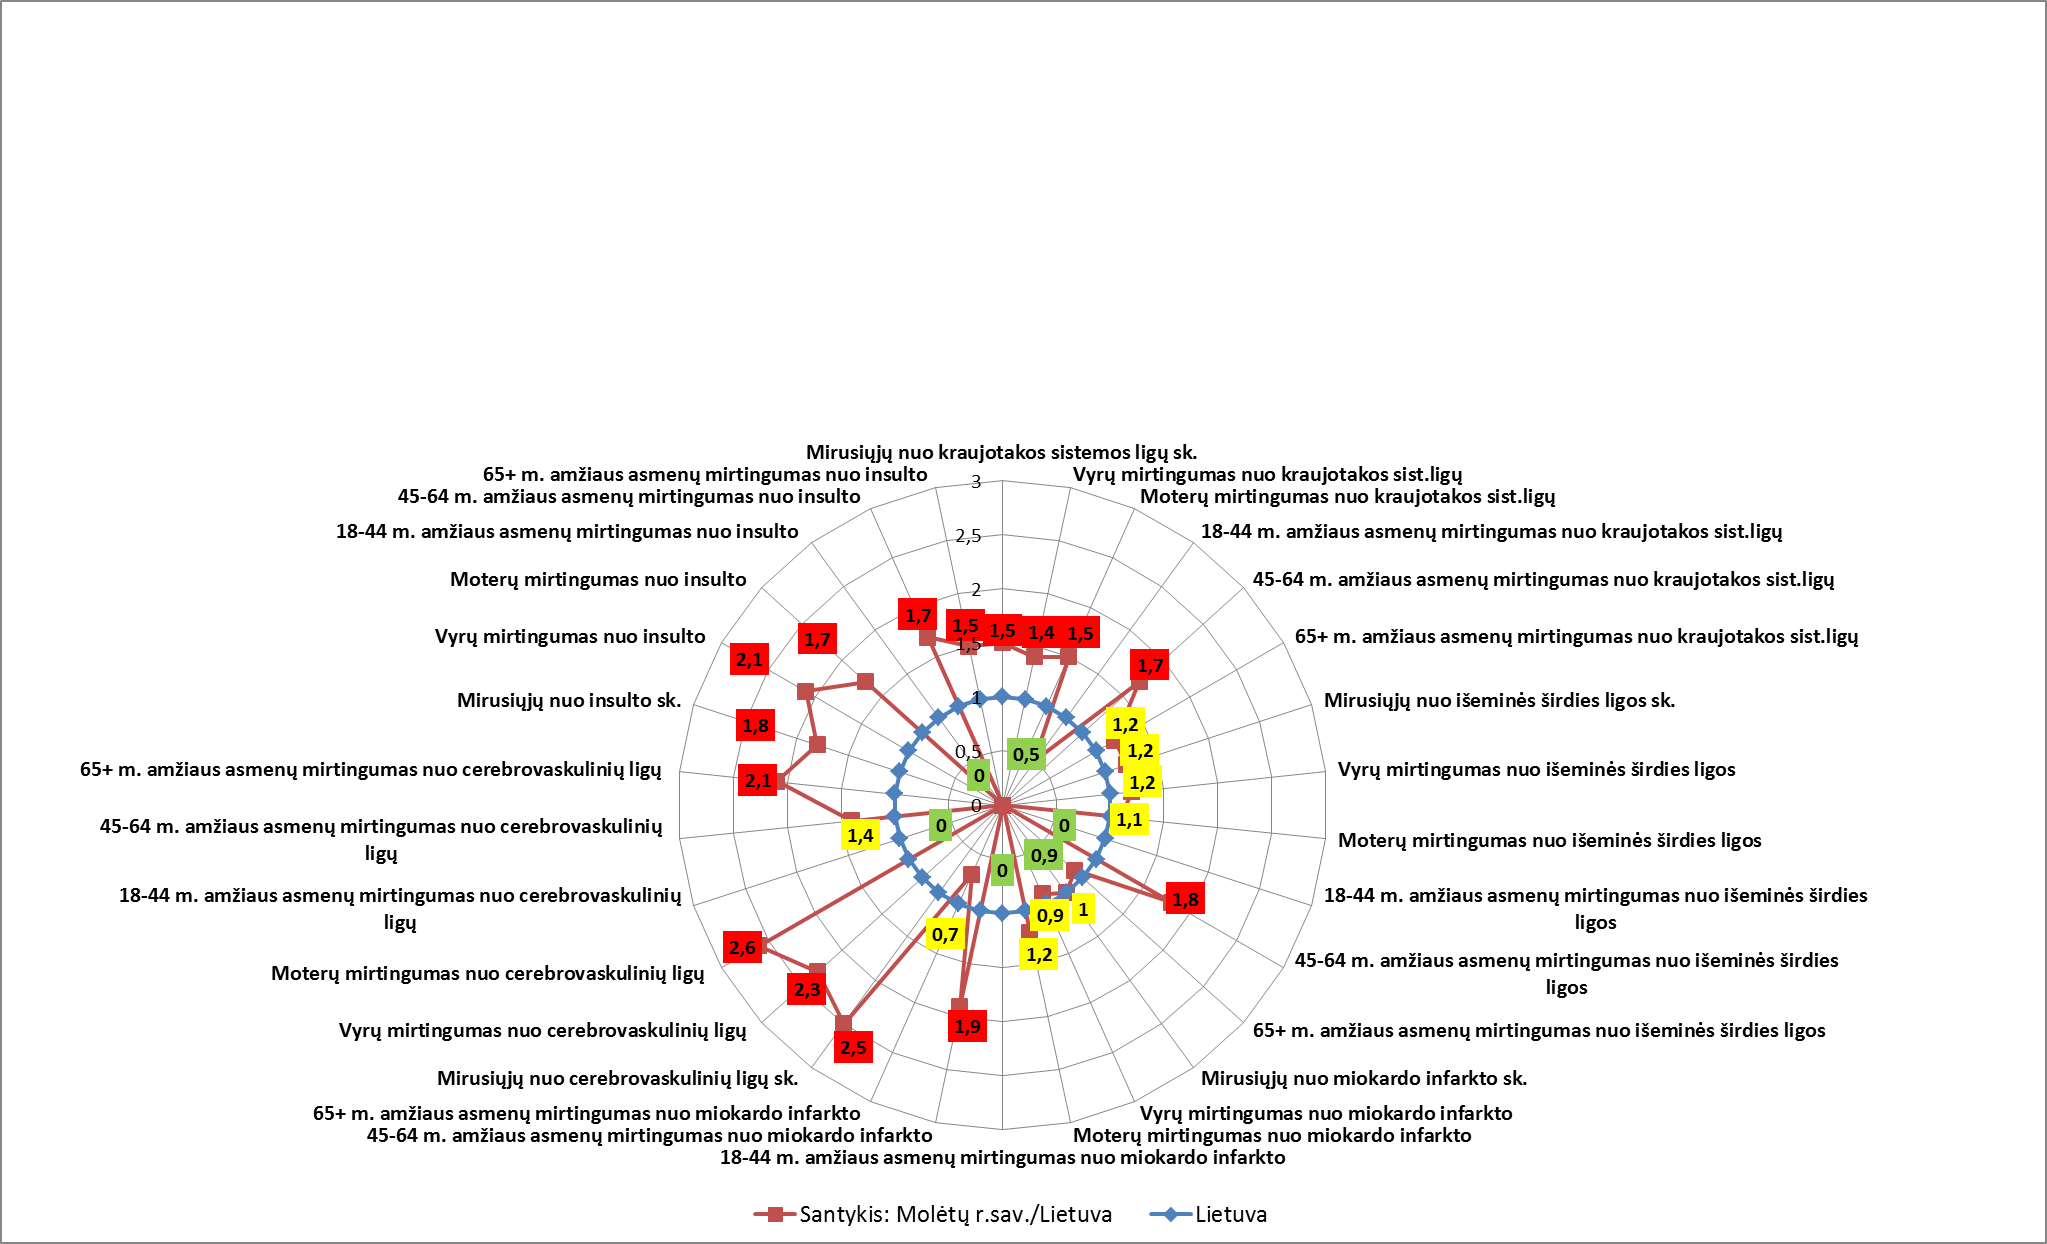 Mirusiųjų nuo kraujotakos sistemos ligų sk.
65+ m. amžiaus asmenų mirtingumas nuo insulto
Vyrų mirtingumas nuo kraujotakos sist.ligų
3
45-64 m. amžiaus asmenų mirtingumas nuo insulto
Moterų mirtingumas nuo kraujotakos sist.ligų
18-44 m. amžiaus asmenų mirtingumas nuo insulto
2,5
18-44 m. amžiaus asmenų mirtingumas nuo kraujotakos sist.ligų
Moterų mirtingumas nuo insulto
2
45-64 m. amžiaus asmenų mirtingumas nuo kraujotakos sist.ligų
1,7
1,5
1,5
1,4
1,5
Vyrų mirtingumas nuo insulto
1,7
1,5
65+ m. amžiaus asmenų mirtingumas nuo kraujotakos sist.ligų
2,1
1,7
Mirusiųjų nuo insulto sk.
1
Mirusiųjų nuo išeminės širdies ligos sk.
1,8
1,2
0,5
0,5
1,2
65+ m. amžiaus asmenų mirtingumas nuo cerebrovaskulinių ligų
2,1
0
1,2
Vyrų mirtingumas nuo išeminės širdies ligos
0
45-64 m. amžiaus asmenų mirtingumas nuo cerebrovaskulinių
ligų
1,4
0
0
1,1
Moterų mirtingumas nuo išeminės širdies ligos
0,9
0
18-44 m. amžiaus asmenų mirtingumas nuo cerebrovaskulinių
ligų
1,8
18-44 m. amžiaus asmenų mirtingumas nuo išeminės širdies
ligos
0,7
0,9
1
2,6
1,2
45-64 m. amžiaus asmenų mirtingumas nuo išeminės širdies
ligos
Moterų mirtingumas nuo cerebrovaskulinių ligų
2,3
Vyrų mirtingumas nuo cerebrovaskulinių ligų
1,9
65+ m. amžiaus asmenų mirtingumas nuo išeminės širdies ligos
2,5
Mirusiųjų nuo cerebrovaskulinių ligų sk.
Mirusiųjų nuo miokardo infarkto sk.
65+ m. amžiaus asmenų mirtingumas nuo miokardo infarkto
Vyrų mirtingumas nuo miokardo infarkto
45-64 m. amžiaus asmenų mirtingumas nuo miokardo infarkto
Moterų mirtingumas nuo miokardo infarkto
18-44 m. amžiaus asmenų mirtingumas nuo miokardo infarkto
Santykis: Molėtų r.sav./Lietuva
Lietuva